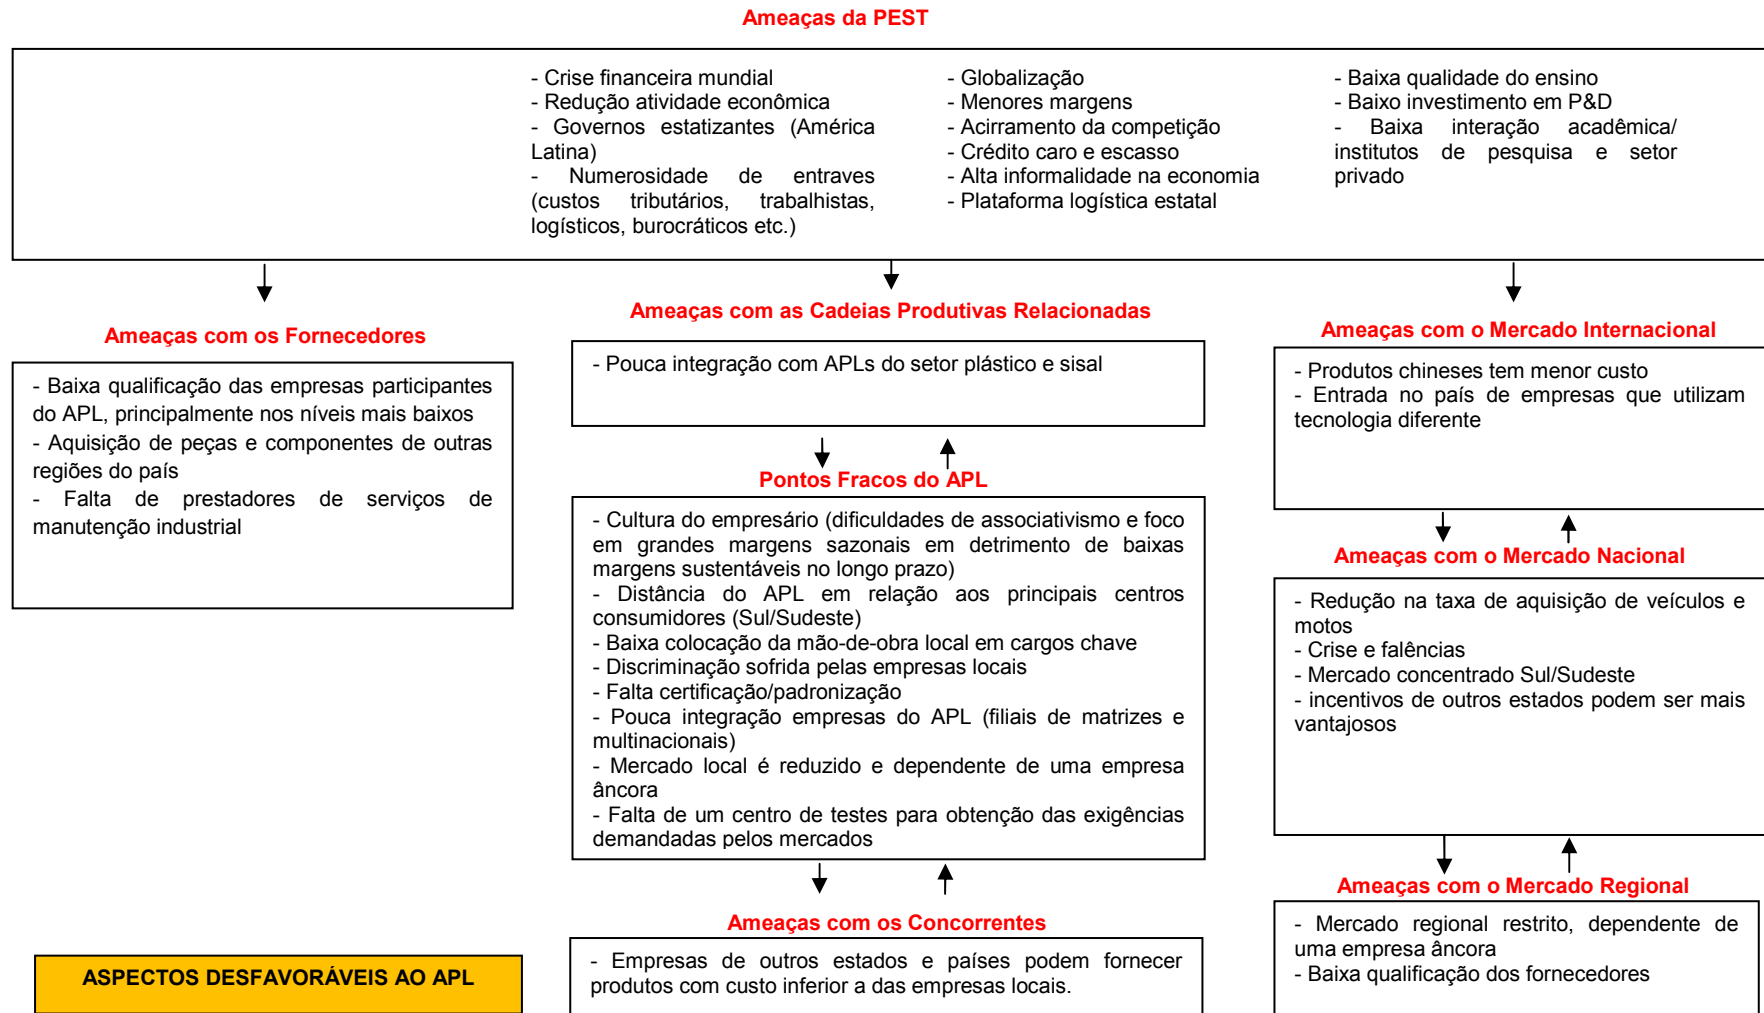 Ameaças da PEST
- Crise financeira mundial
- Redução atividade econômica
- Governos estatizantes (América
Latina)
- Numerosidade de entraves
(custos tributários, trabalhistas,
logísticos, burocráticos etc.)
- Globalização
- Menores margens
- Acirramento da competição
- Crédito caro e escasso
- Alta informalidade na economia
- Plataforma logística estatal
- Baixa qualidade do ensino
- Baixo investimento em P&D
- Baixa interação acadêmica/
institutos de pesquisa e setor
privado
Ameaças com os Fornecedores
- Baixa qualificação das empresas participantes
do APL, principalmente nos níveis mais baixos
- Aquisição de peças e componentes de outras
regiões do país
- Falta de prestadores de serviços de
manutenção industrial
Ameaças com as Cadeias Produtivas Relacionadas
- Pouca integração com APLs do setor plástico e sisal
Pontos Fracos do APL
- Cultura do empresário (dificuldades de associativismo e foco
em grandes margens sazonais em detrimento de baixas
margens sustentáveis no longo prazo)
- Distância do APL em relação aos principais centros
consumidores (Sul/Sudeste)
- Baixa colocação da mão-de-obra local em cargos chave
- Discriminação sofrida pelas empresas locais
- Falta certificação/padronização
- Pouca integração empresas do APL (filiais de matrizes e
multinacionais)
- Mercado local é reduzido e dependente de uma empresa
âncora
- Falta de um centro de testes para obtenção das exigências
demandadas pelos mercados
Ameaças com os Concorrentes
- Empresas de outros estados e países podem fornecer
produtos com custo inferior a das empresas locais.
Ameaças com o Mercado Internacional
- Produtos chineses tem menor custo
- Entrada no país de empresas que utilizam
tecnologia diferente
Ameaças com o Mercado Nacional
- Redução na taxa de aquisição de veículos e
motos
- Crise e falências
- Mercado concentrado Sul/Sudeste
- incentivos de outros estados podem ser mais
vantajosos
Ameaças com o Mercado Regional
- Mercado regional restrito, dependente de
uma empresa âncora
- Baixa qualificação dos fornecedores
ASPECTOS DESFAVORÁVEIS AO APL